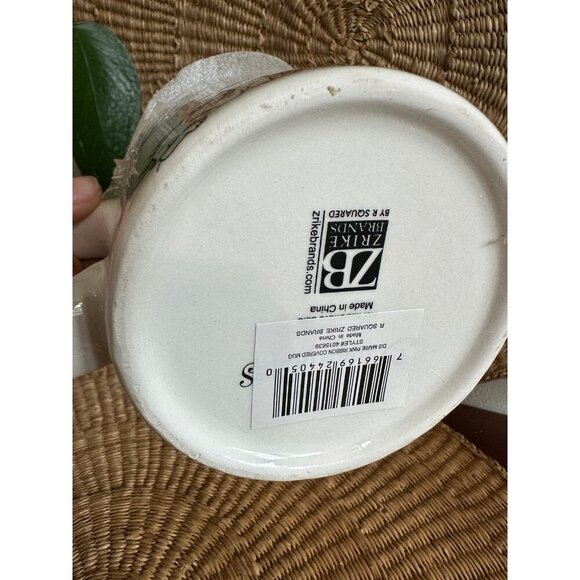 ZB
ZRIKE
BRANDS
BY R SQUARED
zrikebrands.com
Made in China
R SQUARED ZRIKE BRANDS
Made in China
STYLE# 4015639
DIS MARIE PINK RIBBON COVERED MUG
7 66169 24405 0
S